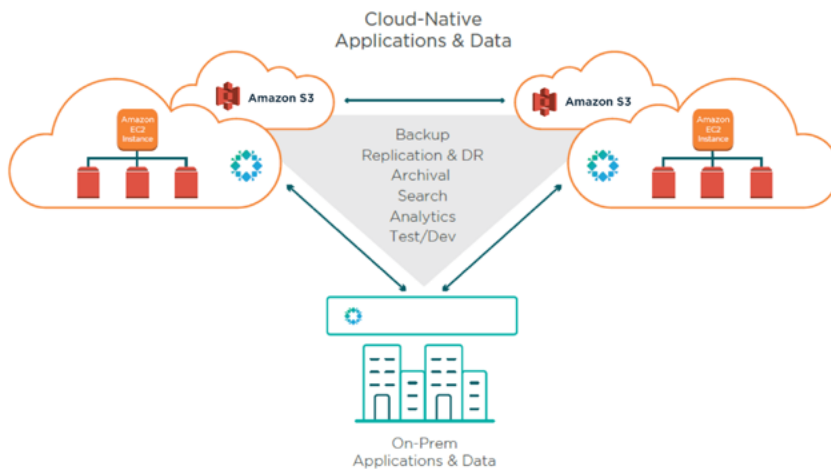 Cloud-Native
Applications & Data
Amazon S3
Amazon S3
Amazon
EC2
Instance
Amazon
EC2
Instance
Backup
Replication & DR
Archival
Search
Analytics
Test/Dev
On-Prem
Applications & Data